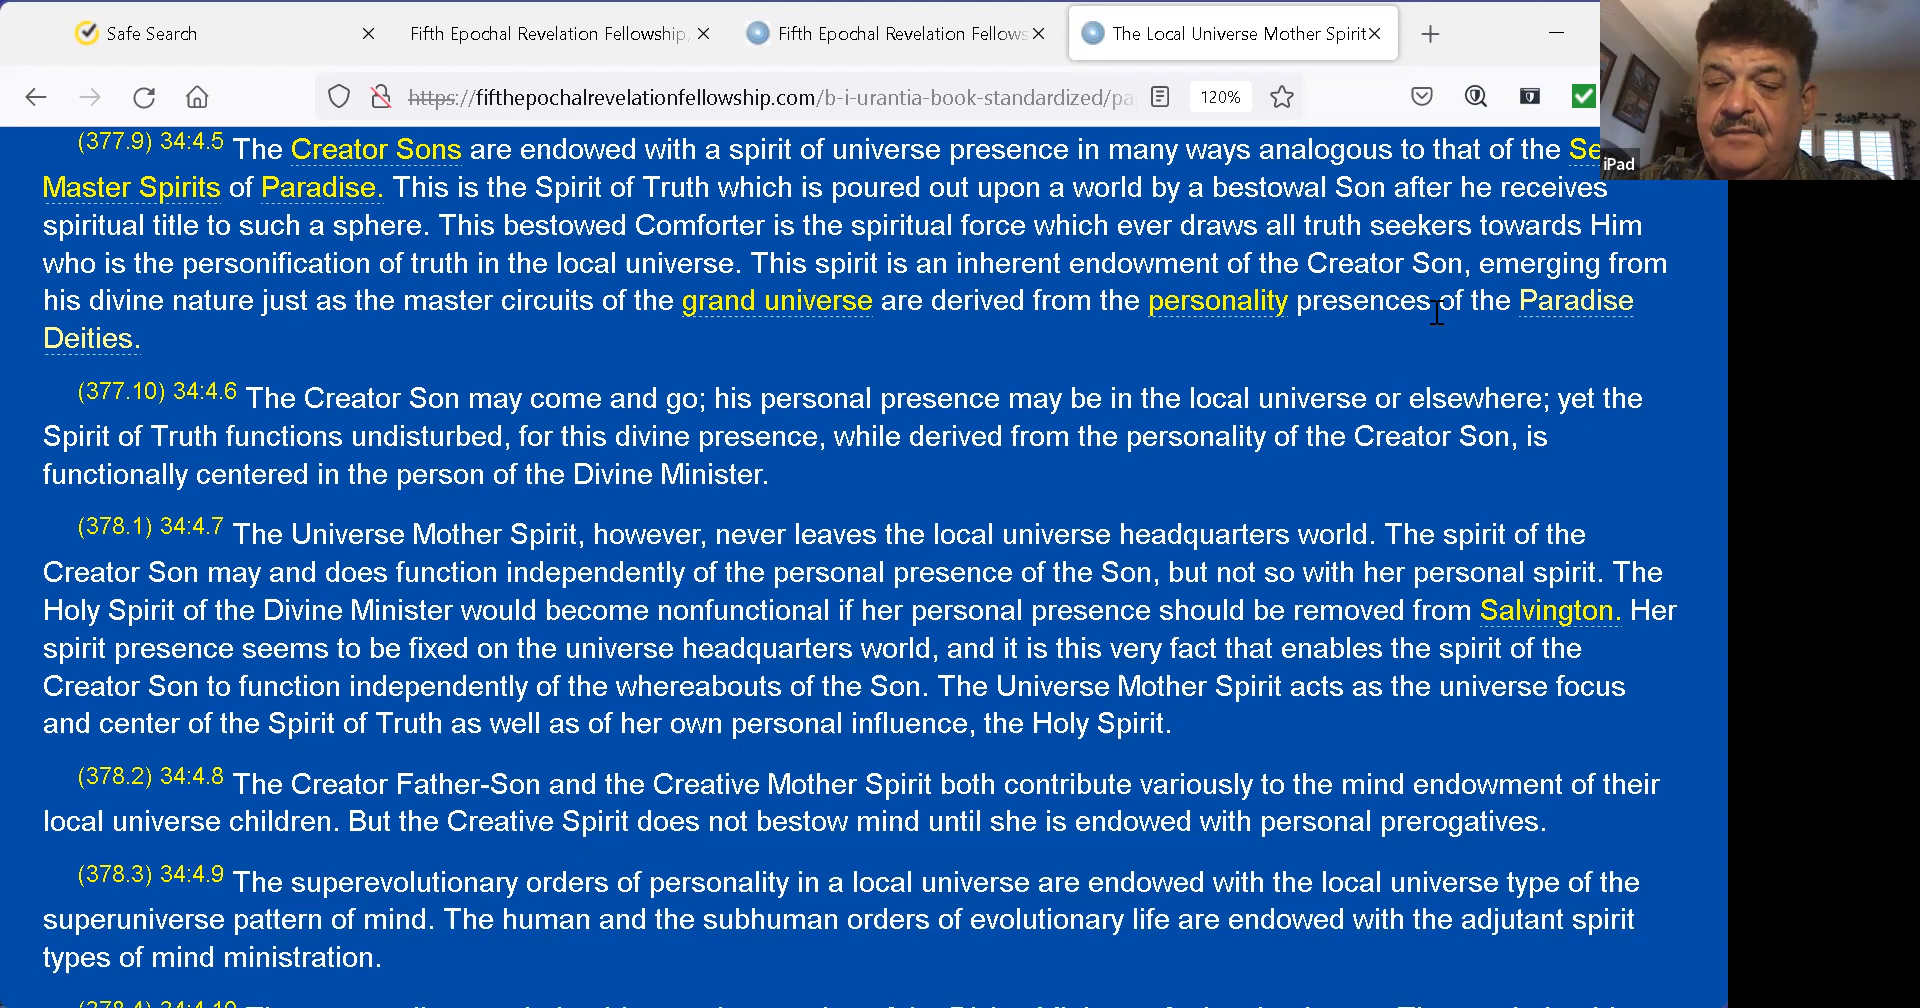 Safe Search
Fifth Epochal Revelation Fellowship,
Fifth Epochal Revelation Fellows
The Local Universe Mother Spirit
https://fifthepochalrevelationfellowship.com/b-i-urantia-book-standardized/pa
120%
iPad
(377.9) 34:4.5 The Creator Sons are endowed with a spirit of universe presence in many ways analogous to that of the Se
Master Spirits of Paradise. This is the Spirit of Truth which is poured out upon a world by a bestowal Son after he receives
spiritual title to such a sphere. This bestowed Comforter is the spiritual force which ever draws all truth seekers towards Him
who is the personification of truth in the local universe. This spirit is an inherent endowment of the Creator Son, emerging from
his divine nature just as the master circuits of the grand universe are derived from the personality presences of the Paradise
Deities.
(377.10) 34:4.6 The Creator Son may come and go; his personal presence may be in the local universe or elsewhere; yet the
Spirit of Truth functions undisturbed, for this divine presence, while derived from the personality of the Creator Son, is
functionally centered in the person of the Divine Minister.
(378.1) 34:4.7 The Universe Mother Spirit, however, never leaves the local universe headquarters world. The spirit of the
Creator Son may and does function independently of the personal presence of the Son, but not so with her personal spirit. The
Holy Spirit of the Divine Minister would become nonfunctional if her personal presence should be removed from Salvington. Her
spirit presence seems to be fixed on the universe headquarters world, and it is this very fact that enables the spirit of the
Creator Son to function independently of the whereabouts of the Son. The Universe Mother Spirit acts as the universe focus
and center of the Spirit of Truth as well as of her own personal influence, the Holy Spirit.
(378.2) 34:4.8 The Creator Father-Son and the Creative Mother Spirit both contribute variously to the mind endowment of their
local universe children. But the Creative Spirit does not bestow mind until she is endowed with personal prerogatives.
(378.3) 34:4.9 The superevolutionary orders of personality in a local universe are endowed with the local universe type of the
superuniverse pattern of mind. The human and the subhuman orders of evolutionary life are endowed with the adjutant spirit
types of mind ministration.